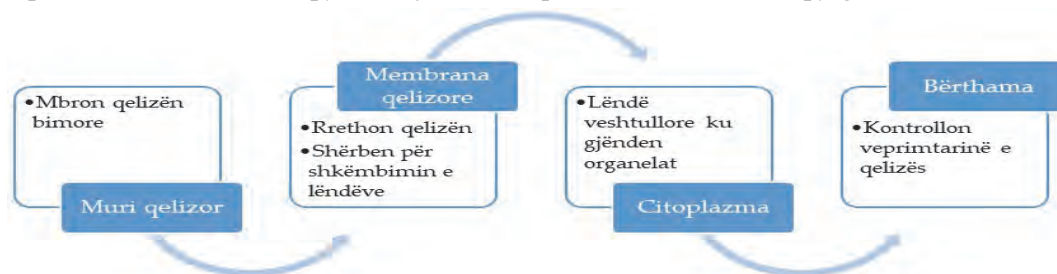 •Mbron qelizën
bimore
Muri qelizor
Membrana
qelizore
•Rrethon qelizën
•Shërben për
shkëmbimin e
lëndëve
•Lëndë
veshtullore ku
gjënden
organelat
Citoplazma
Bërthama
•Kontrollon
veprimtarinë e
qelizës